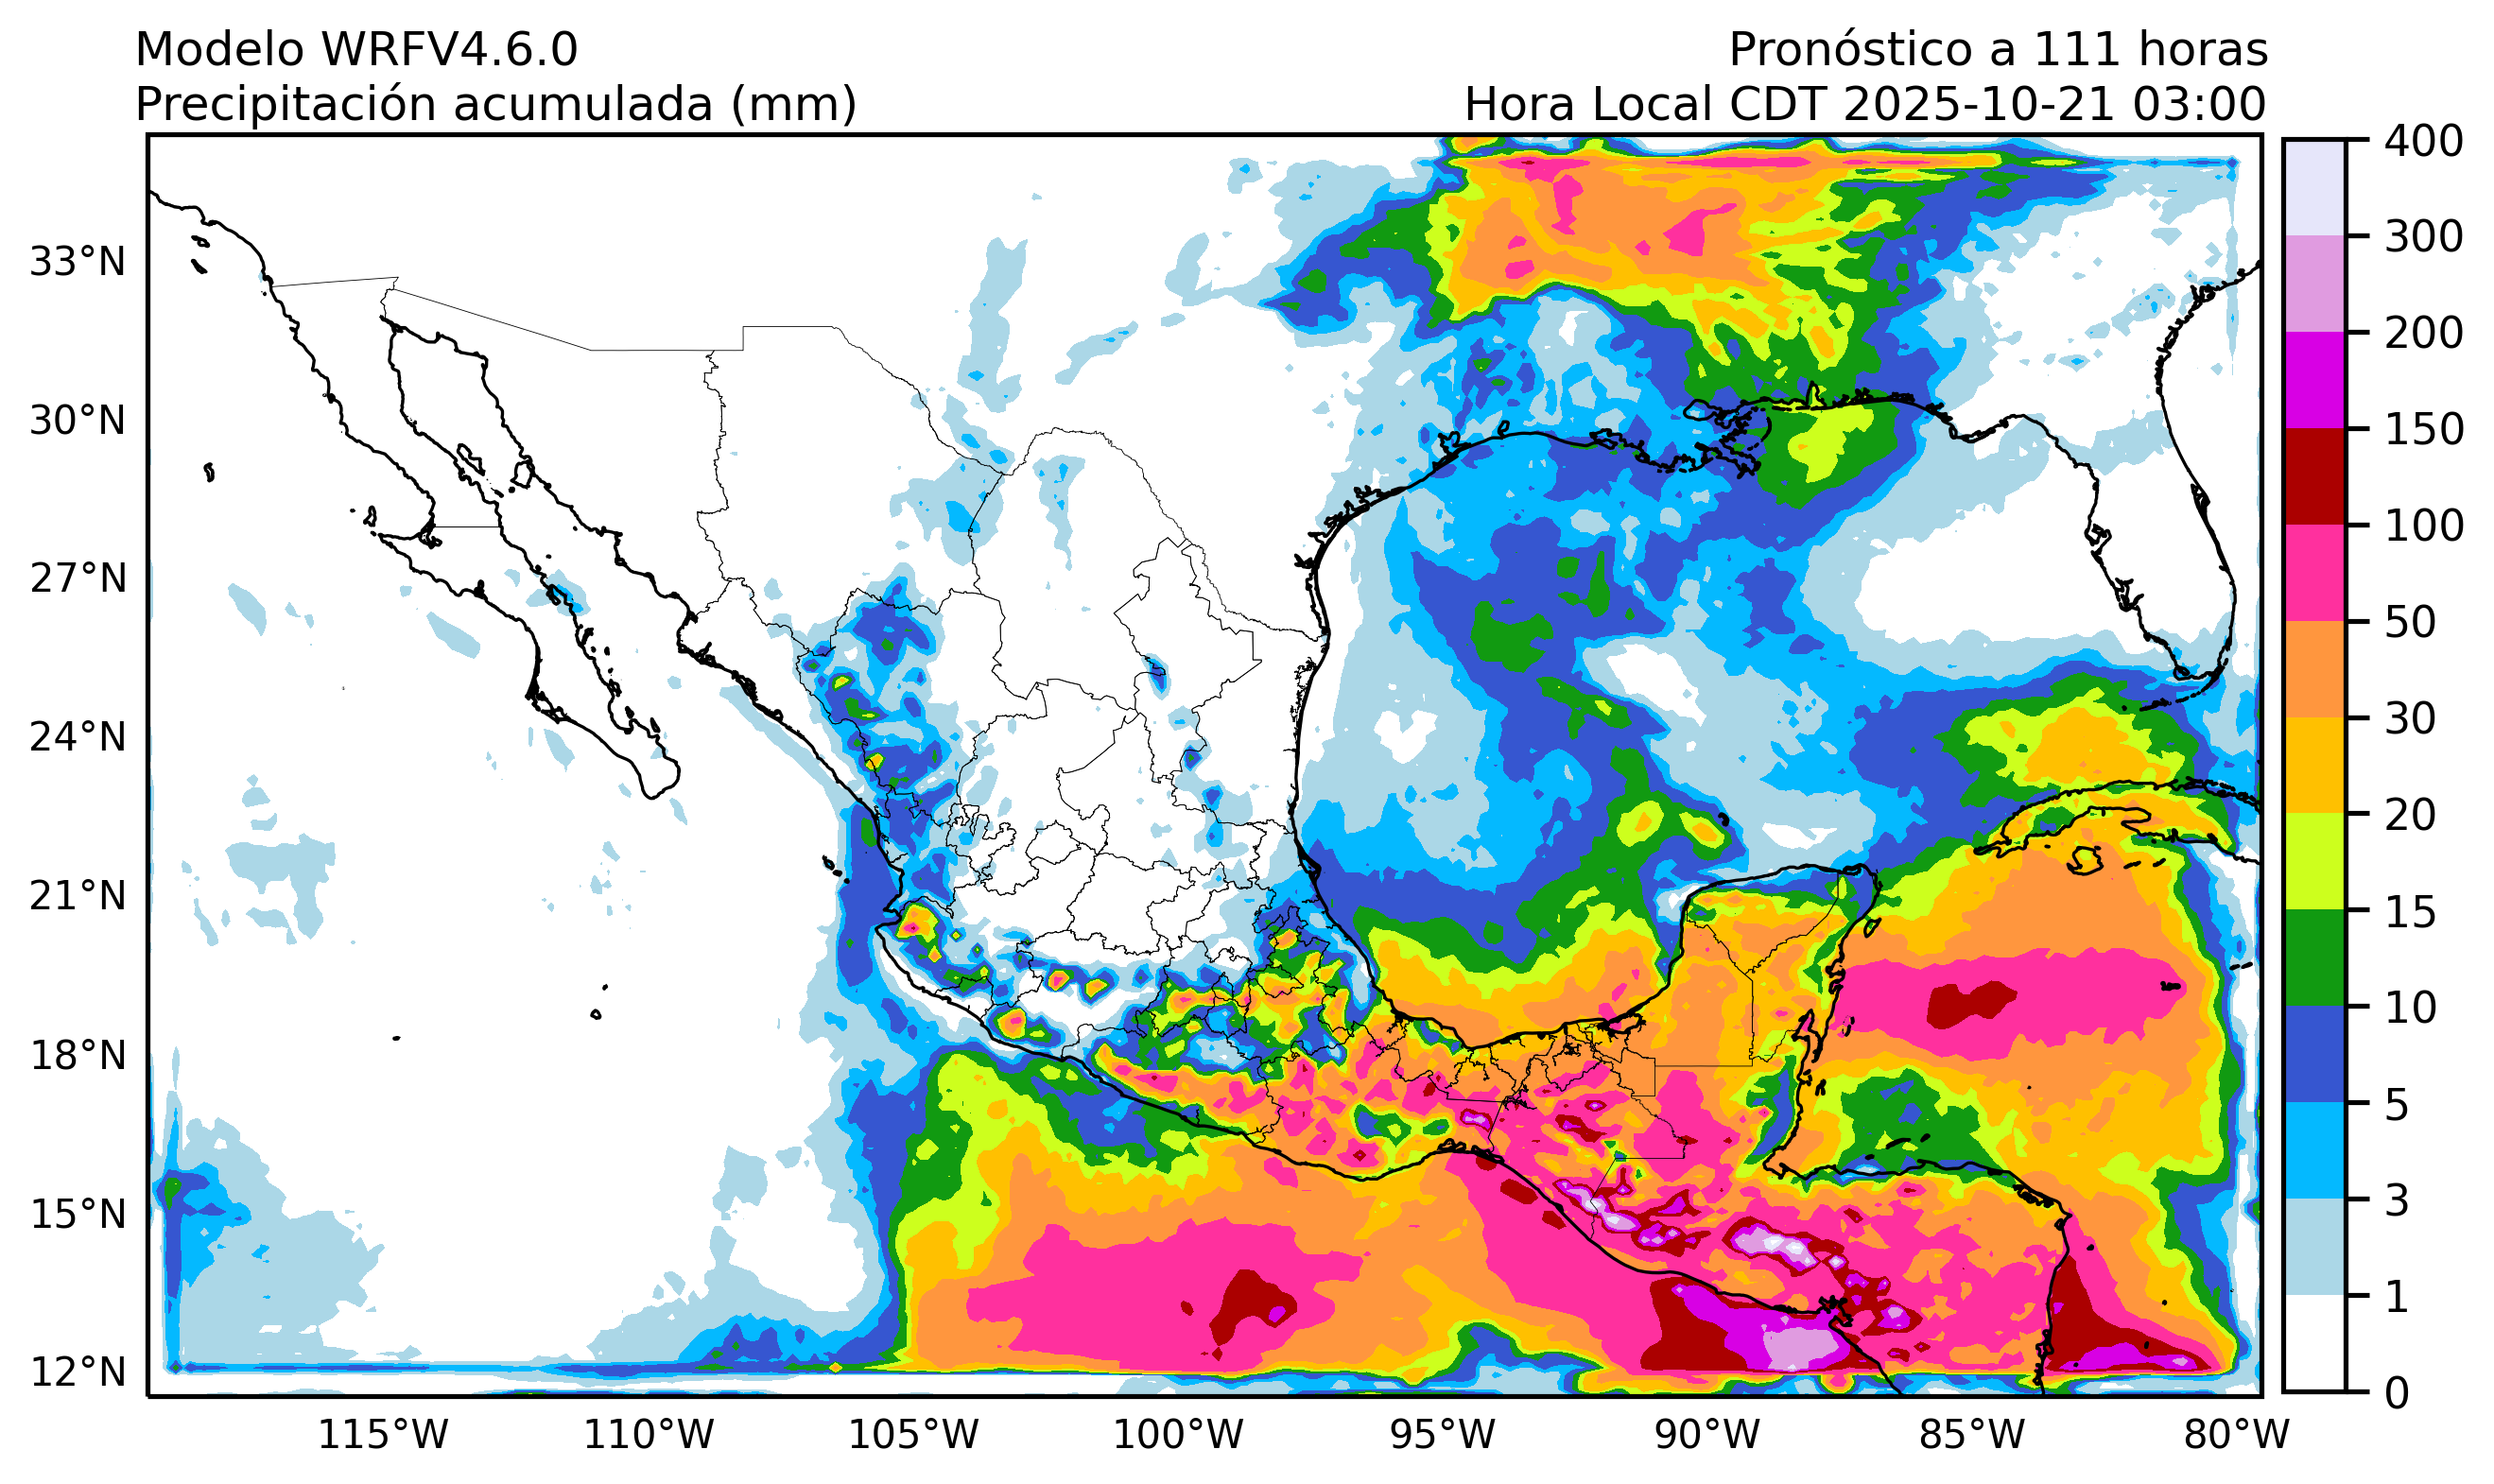 Modelo WRFV4.6.0
Pronóstico a 111 horas
Precipitación acumulada (mm)
Hora Local CDT 2025-10-21 03:00
400
300
200
150
100
50
30
20
15
10
5
3
1
0
33°N
30°N
27°N
24°N
21°N
18°N
15°N
12°N
115°W
110°W
105°W
100°W
95°W
90°W
85°W
80°W